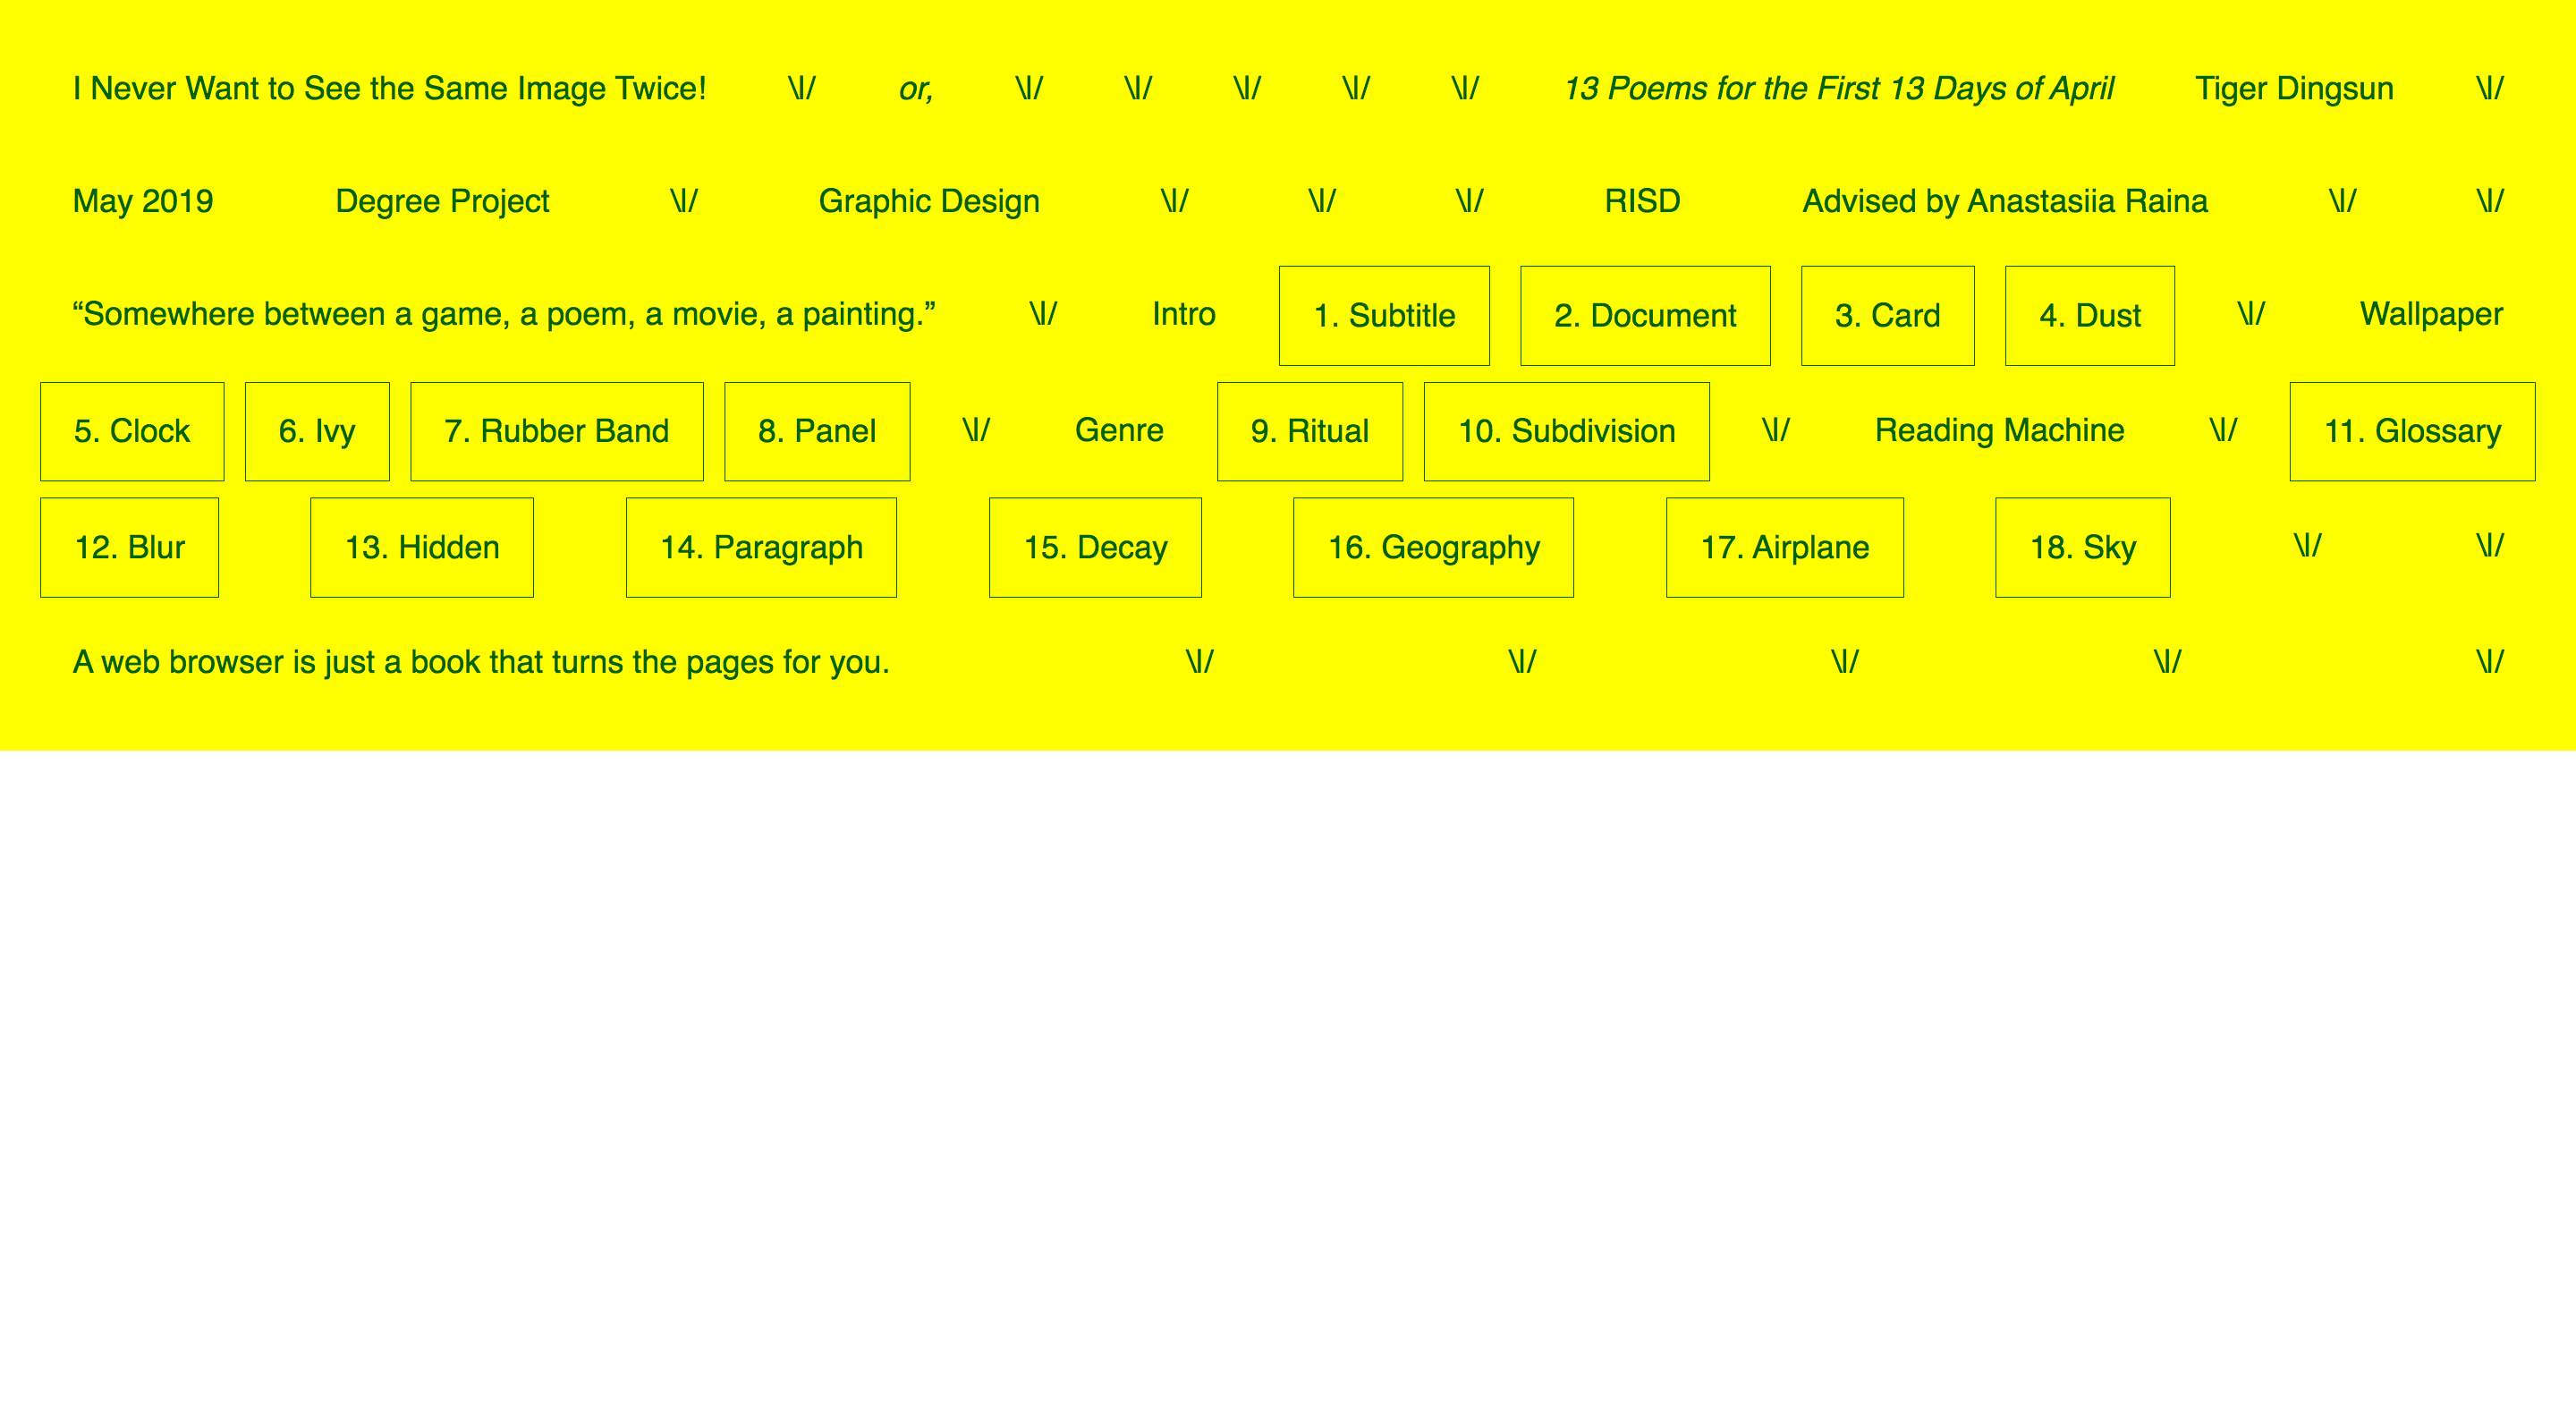 I Never Want to See the Same Image Twice! \|/ or, \|/ \|/ \|/ \|/ \|/ 13 Poems for the First 13 Days of April Tiger Dingsun \|/
May 2019 Degree Project \|/ Graphic Design \|/ \|/ \|/ RISD Advised by Anastasiia Raina \|/ \|/
“Somewhere between a game, a poem, a movie, a painting.” \|/ Intro 1. Subtitle 2. Document 3. Card 4. Dust \|/ Wallpaper
5. Clock 6. Ivy 7. Rubber Band 8. Panel \|/ Genre 9. Ritual 10. Subdivision \|/ Reading Machine \|/ 11. Glossary
12. Blur 13. Hidden 14. Paragraph 15. Decay 16. Geography 17. Airplane 18. Sky \|/ \|/
A web browser is just a book that turns the pages for you. \|/ \|/ \|/ \|/ \|/